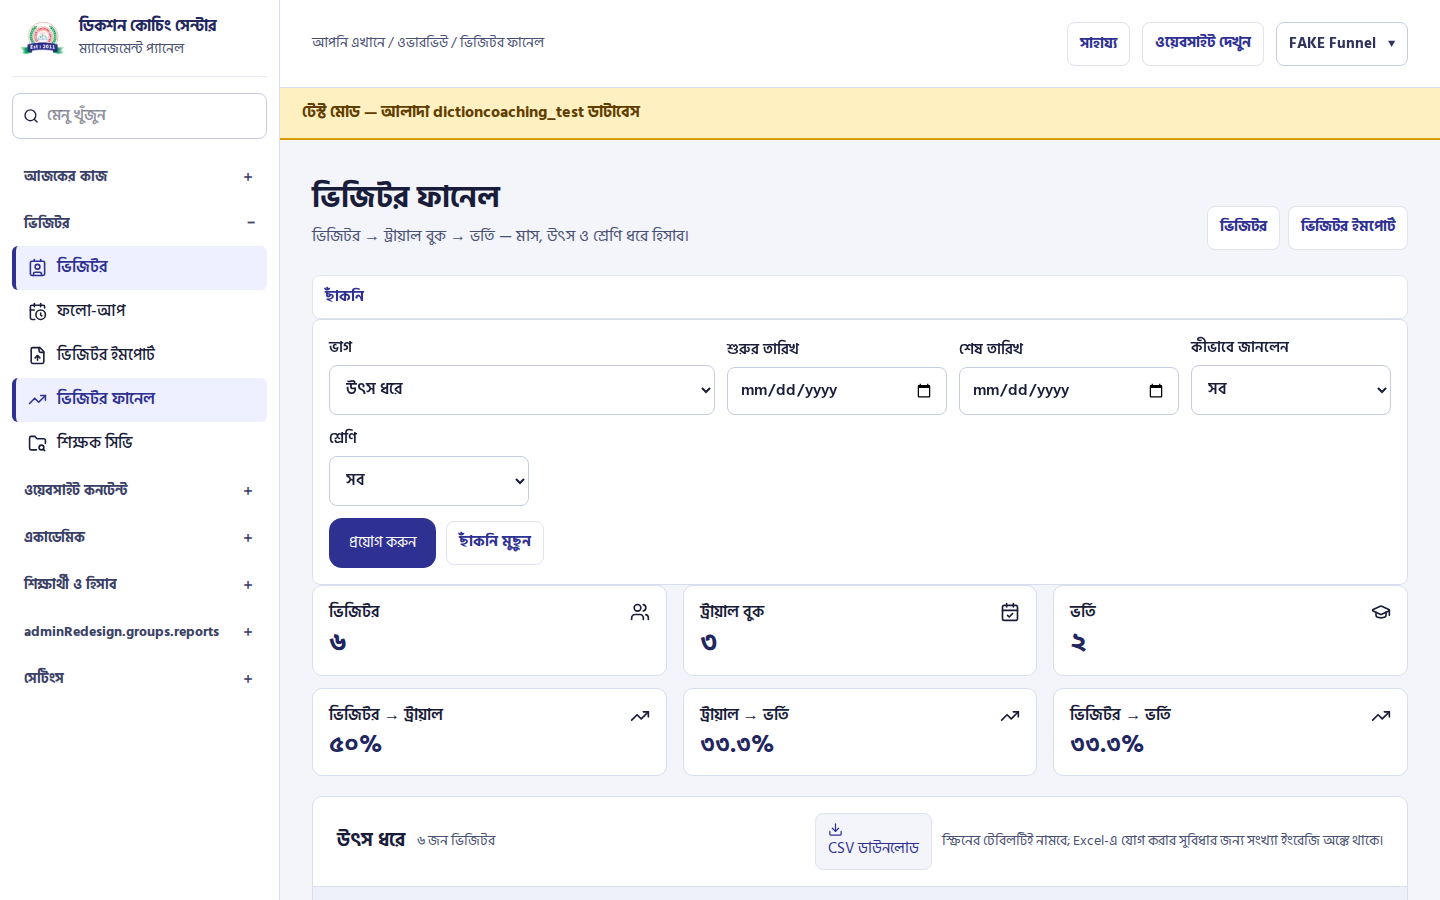 ডিকশন কোচিং সেন্টার
ম্যানেজমেন্ট প্যানেল
Est : 2011
মেনু খুঁজুন
আজকের কাজ +
ভিজিটর −
ভিজিটর
ফলো-আপ
ভিজিটর ইমপোর্ট
ভিজিটর ফানেল
শিক্ষক সিভি
ওয়েবসাইট কনটেন্ট +
একাডেমিক +
শিক্ষার্থী ও হিসাব +
adminRedesign.groups.reports +
সেটিংস +
আপনি এখানে / ওভারভিউ / ভিজিটর ফানেল
সাহায্য
ওয়েবসাইট দেখুন
FAKE Funnel ▾
টেস্ট মোড — আলাদা dictioncoaching_test ডাটাবেস
ভিজিটর ফানেল
ভিজিটর → ট্রায়াল বুক → ভর্তি — মাস, উৎস ও শ্রেণি ধরে হিসাব।
ভিজিটর
ভিজিটর ইমপোর্ট
ছাঁকনি
ভাগ
উৎস ধরে
শুরুর তারিখ
mm/dd/yyyy
শেষ তারিখ
mm/dd/yyyy
কীভাবে জানলেন
সব
শ্রেণি
সব
প্রয়োগ করুন
ছাঁকনি মুছুন
ভিজিটর
৬
ট্রায়াল বুক
৩
ভর্তি
২
ভিজিটর → ট্রায়াল
৫০%
ট্রায়াল → ভর্তি
৩৩.৩%
ভিজিটর → ভর্তি
৩৩.৩%
উৎস ধরে ৬ জন ভিজিটর
CSV ডাউনলোড
স্ক্রিনের টেবিলটিই নামবে; Excel-এ যোগ করার সুবিধার জন্য সংখ্যা ইংরেজি অঙ্কে থাকে।